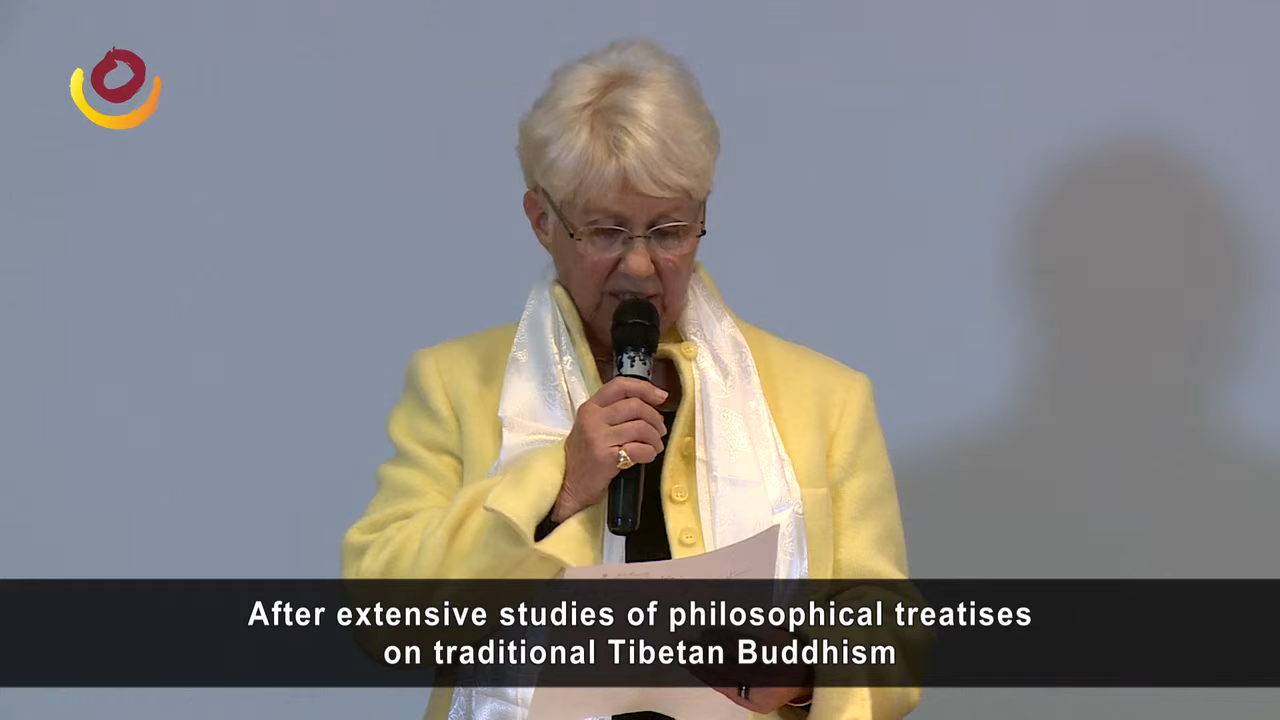 After extensive studies of philosophical treatises
on traditional Tibetan Buddhism